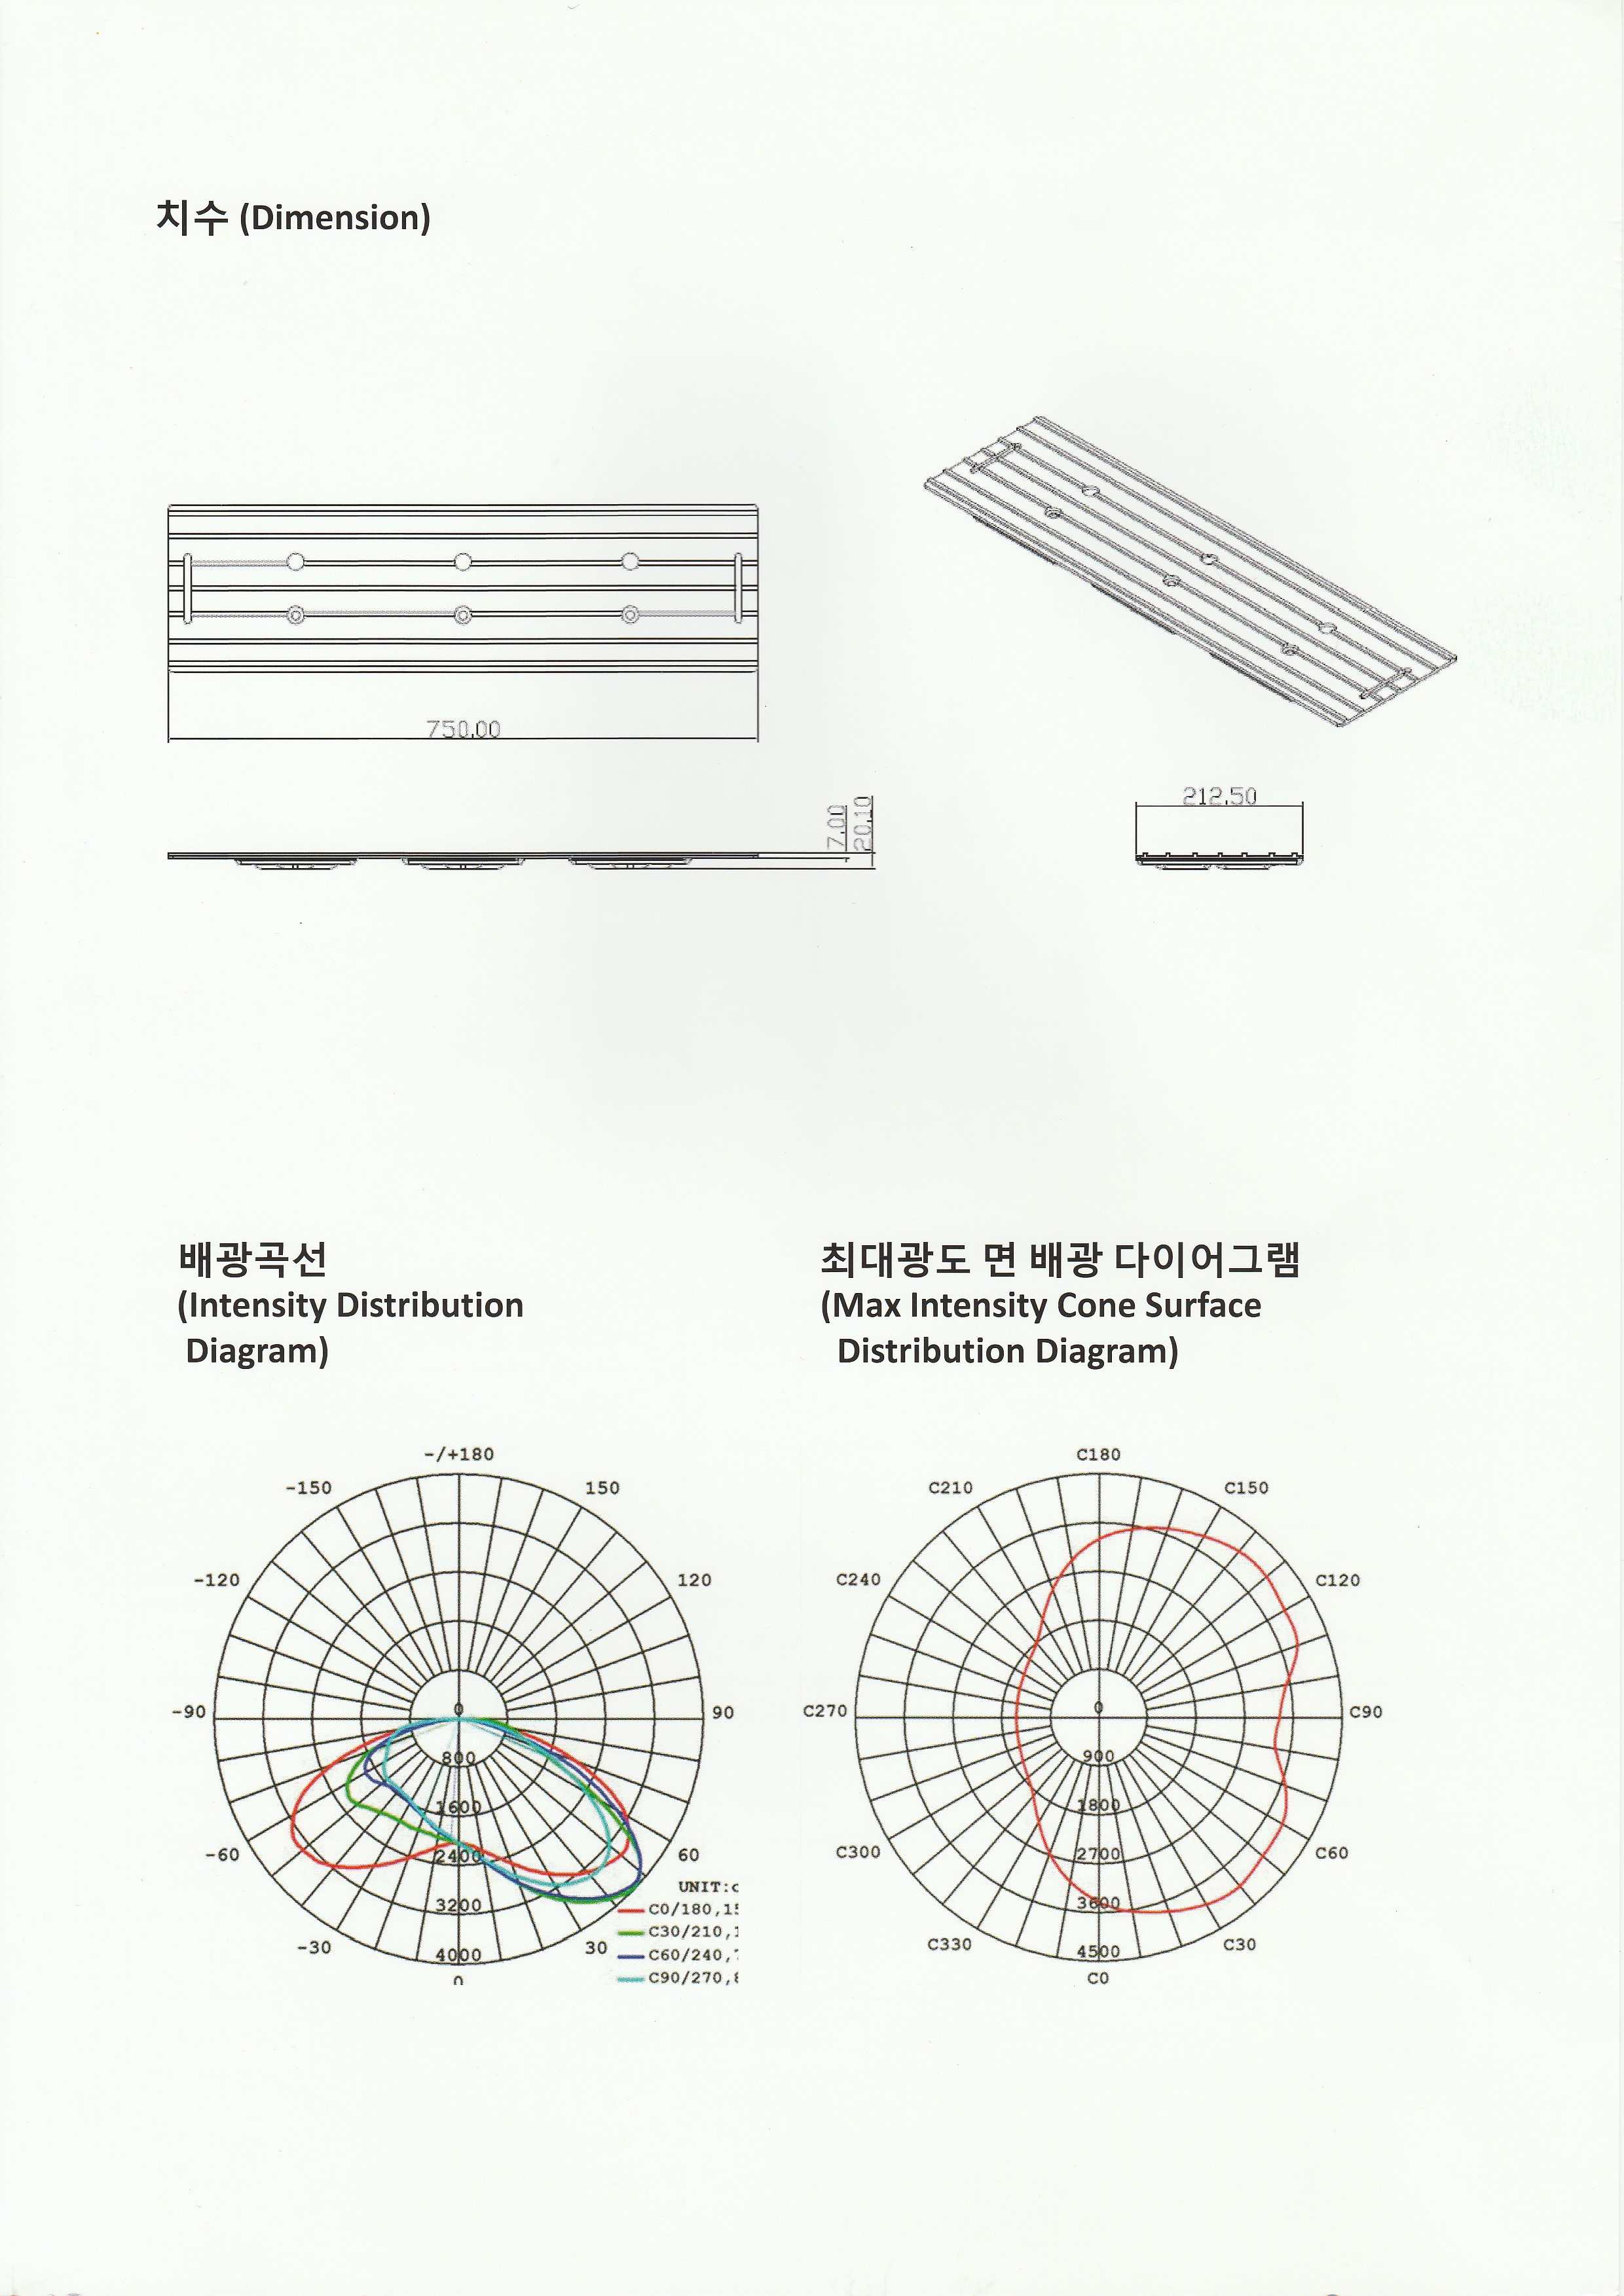 치수 (Dimension)
750.00
7.00
20.10
212.50
배광곡선
(Intensity Distribution
Diagram)
최대광도 면 배광 다이어그램
(Max Intensity Cone Surface
Distribution Diagram)
-/+180
-150
150
-120
120
-90
0
90
800
1600
-60
2400
60
UNIT:c
3200
C0/180,15
C30/210,1
-30
30
4000
C60/240,
0
C90/270,8
C180
C210
C150
C240
C120
C270
0
C90
900
1800
C300
2700
C60
3600
C330
C30
4500
C0